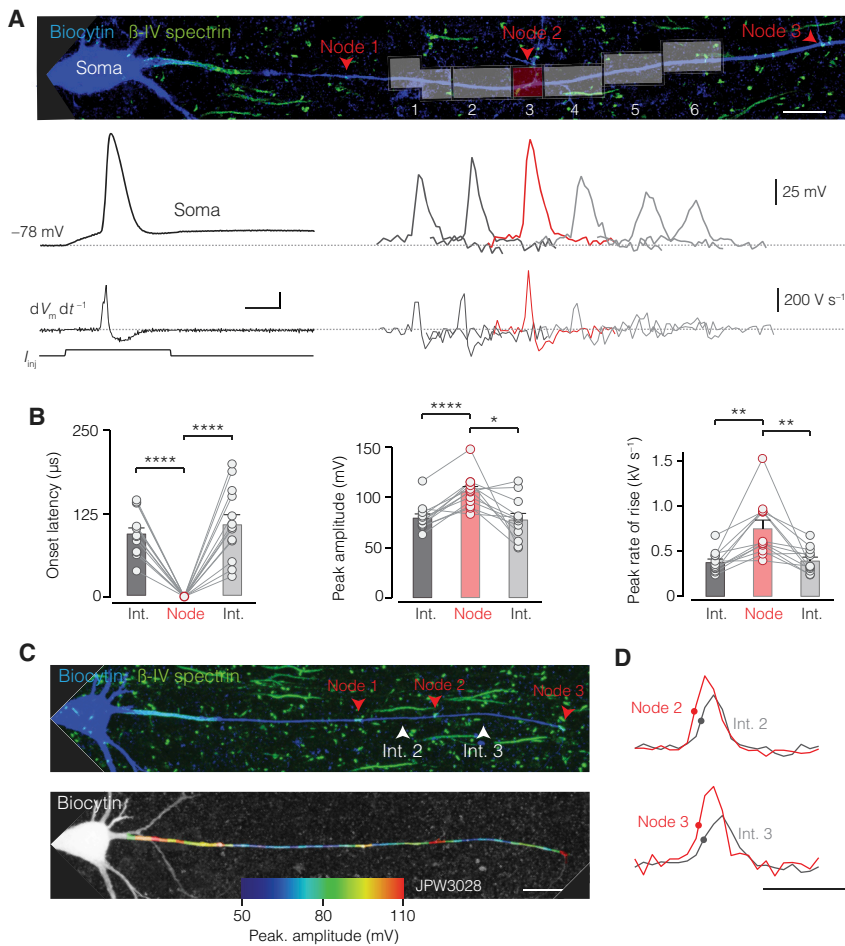 A
Biocytin ß-IV spectrin
Node 1
Node 2
Node 3
Soma
1 2 3 4 5 6
Soma
−78 mV
25 mV
dVm dt −1
200 V s−1
Iinj
B
Onset latency (µs)
250
125
0
****
****
Int. Node Int.
Peak amplitude (mV)
150
100
50
0
****
*
Int. Node Int.
Peak rate of rise (kV s−1)
1.5
1.0
0.5
0
**
**
Int. Node Int.
C
Biocytin ß-IV spectrin
Node 1
Node 2
Node 3
Int. 2
Int. 3
Biocytin
JPW3028
50 80 110
Peak. amplitude (mV)
D
Node 2
Int. 2
Node 3
Int. 3